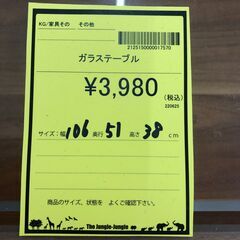 KG/家具その　その他
2125150000017570
ガラステーブル
¥3,980
(税込)
220625
サイズ:幅 106 奥行 51 高さ 38 cm
商品のサイズ、状態を よくご確認下さい。
The Jungle-Jungle